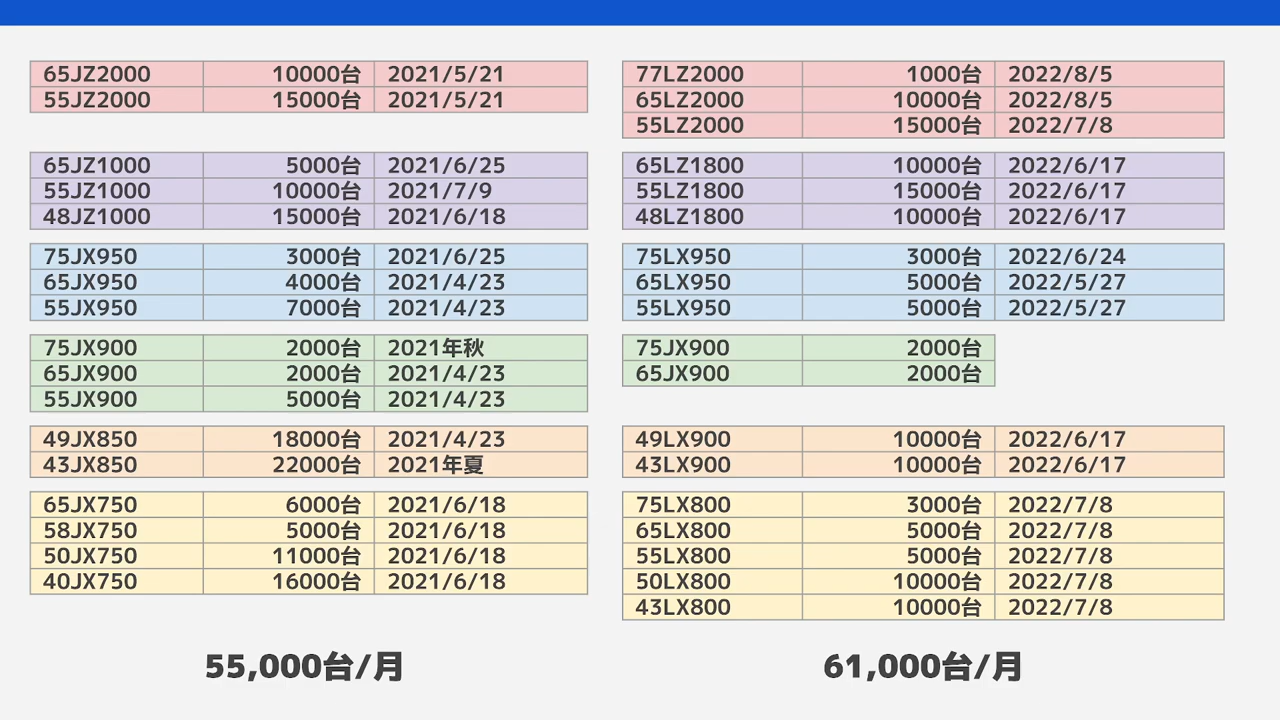 65JZ2000 10000台 2021/5/21
55JZ2000 15000台 2021/5/21
65JZ1000 5000台 2021/6/25
55JZ1000 10000台 2021/7/9
48JZ1000 15000台 2021/6/18
75JX950 3000台 2021/6/25
65JX950 4000台 2021/4/23
55JX950 7000台 2021/4/23
75JX900 2000台 2021年秋
65JX900 2000台 2021/4/23
55JX900 5000台 2021/4/23
49JX850 18000台 2021/4/23
43JX850 22000台 2021年夏
65JX750 6000台 2021/6/18
58JX750 5000台 2021/6/18
50JX750 11000台 2021/6/18
40JX750 16000台 2021/6/18
55,000台/月
77LZ2000 1000台 2022/8/5
65LZ2000 10000台 2022/8/5
55LZ2000 15000台 2022/7/8
65LZ1800 10000台 2022/6/17
55LZ1800 15000台 2022/6/17
48LZ1800 10000台 2022/6/17
75LX950 3000台 2022/6/24
65LX950 5000台 2022/5/27
55LX950 5000台 2022/5/27
75JX900 2000台
65JX900 2000台
49LX900 10000台 2022/6/17
43LX900 10000台 2022/6/17
75LX800 3000台 2022/7/8
65LX800 5000台 2022/7/8
55LX800 5000台 2022/7/8
50LX800 10000台 2022/7/8
43LX800 10000台 2022/7/8
61,000台/月